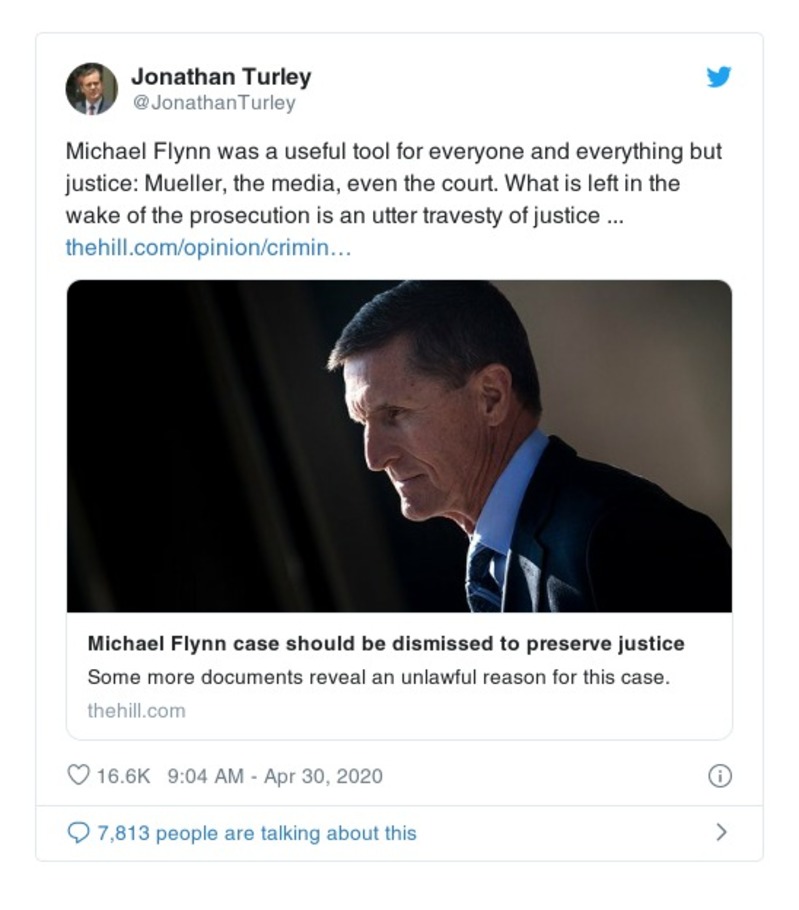 Jonathan Turley
@JonathanTurley
Michael Flynn was a useful tool for everyone and everything but
justice: Mueller, the media, even the court. What is left in the
wake of the prosecution is an utter travesty of justice ...
thehill.com/opinion/crimin…
Michael Flynn case should be dismissed to preserve justice
Some more documents reveal an unlawful reason for this case.
thehill.com
16.6K 9:04 AM - Apr 30, 2020
7,813 people are talking about this